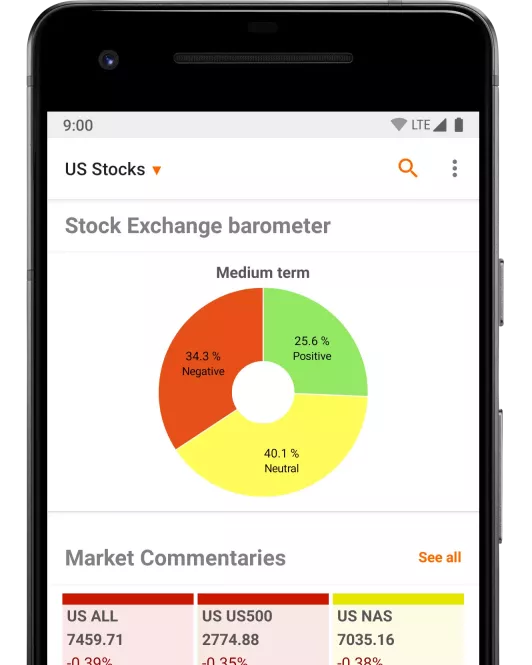 9:00 LTE
US Stocks ▾
Stock Exchange barometer
Medium term
25.6 %
Positive
34.3 %
Negative
40.1 %
Neutral
Market Commentaries See all
US ALL US US500 US NAS
7459.71 2774.88 7035.16
-0.39% -0.35% -0.38%